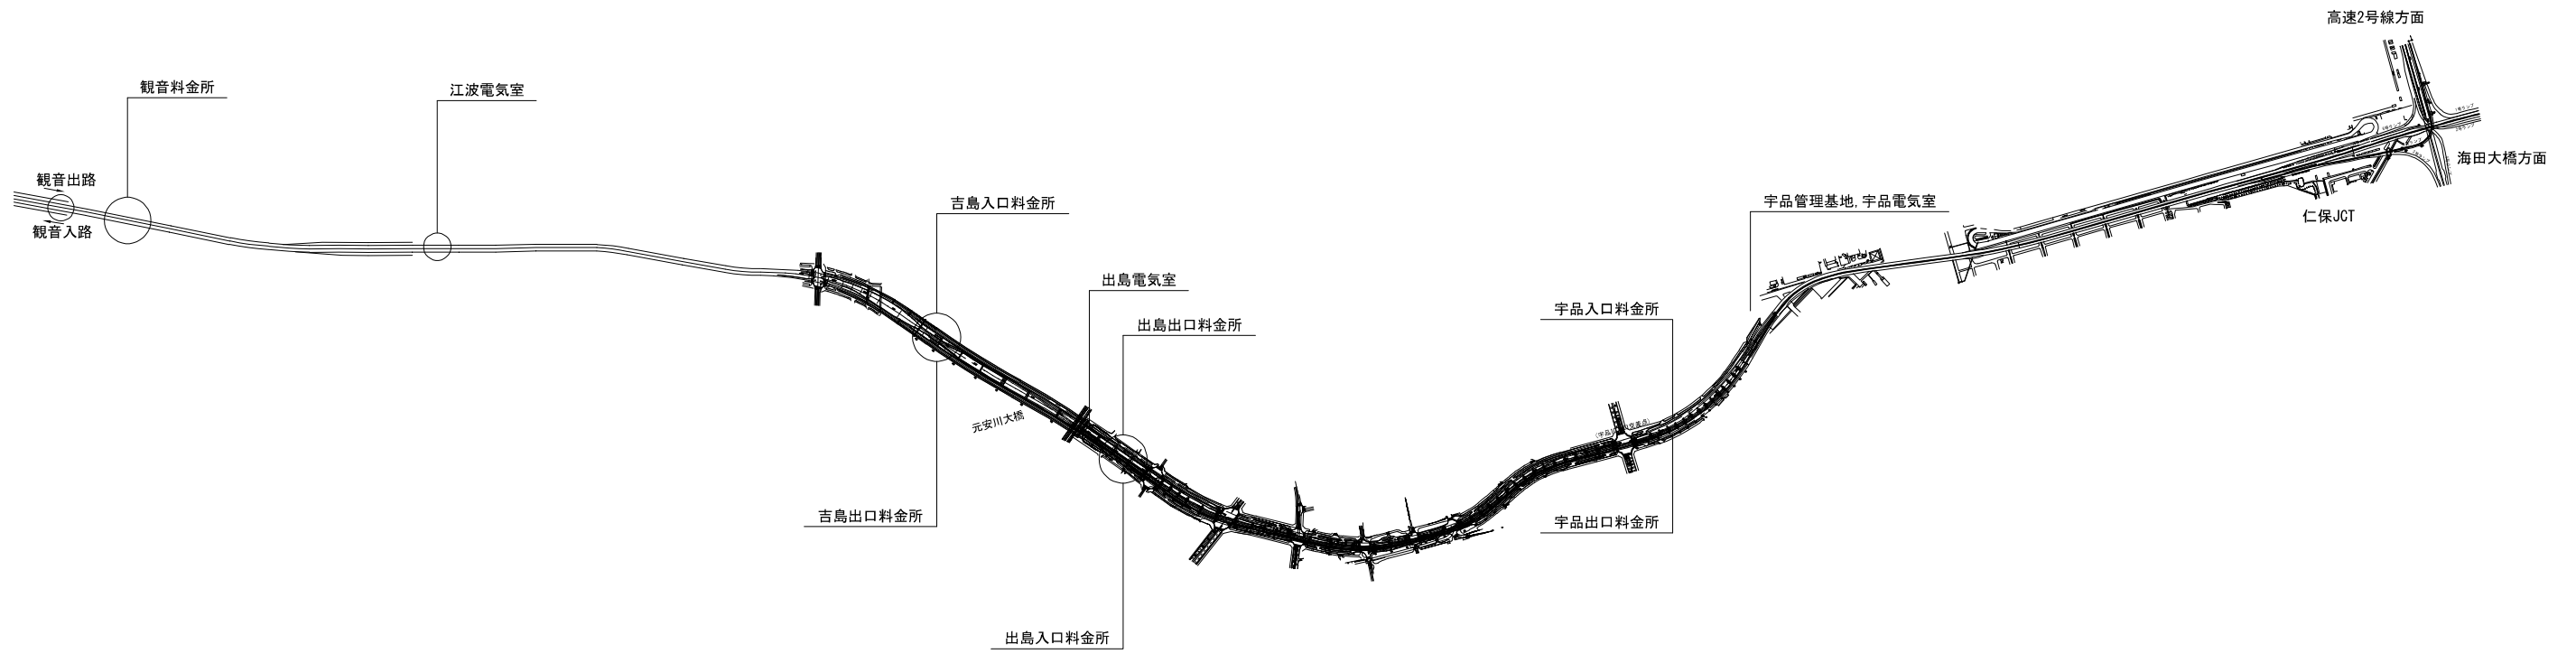 高速2号線方面
観音料金所
江波電気室
海田大橋方面
観音出路
観音入路
吉島入口料金所
宇品管理基地, 宇品電気室
仁保JCT
出島電気室
出島出口料金所
宇品入口料金所
元安川大橋
吉島出口料金所
宇品出口料金所
出島入口料金所